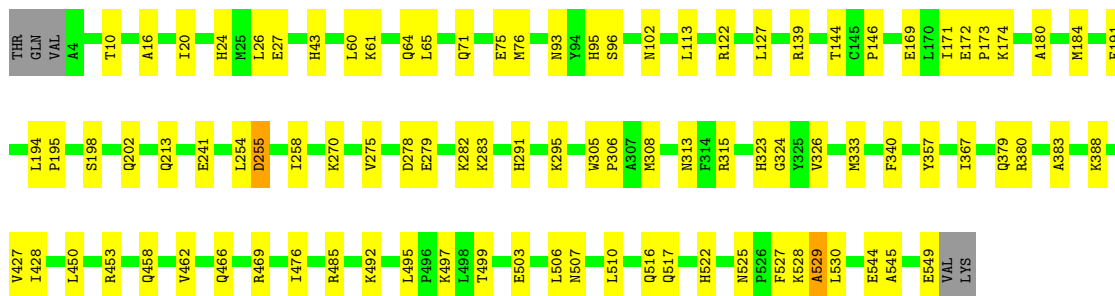 THR GLN VAL A4 T10 A16 I20 H24 M25 L26 E27 H43 L60 K61 Q64 L65 Q71 E75 M76 N93 Y94 H95 S96 N102 L113 R122 L127 R139 T144 C145 P146 E169 L170 I171 E172 P173 K174 A180 M184
L194 P195 S198 Q202 Q213 E241 L254 D255 I258 K270 V275 D278 E279 K282 K283 H291 K295 W305 P306 A307 M308 N313 F314 R315 H323 G324 Y325 V326 M333 F340 Y357 I367 Q379 R380 A383 K388
V427 I428 L450 R453 Q458 V462 Q466 R469 I476 R485 K492 L495 P496 K497 L498 T499 E503 L506 N507 L510 Q516 Q517 H522 N525 P526 F527 K528 A529 L530 E544 A545 E549 VAL LYS